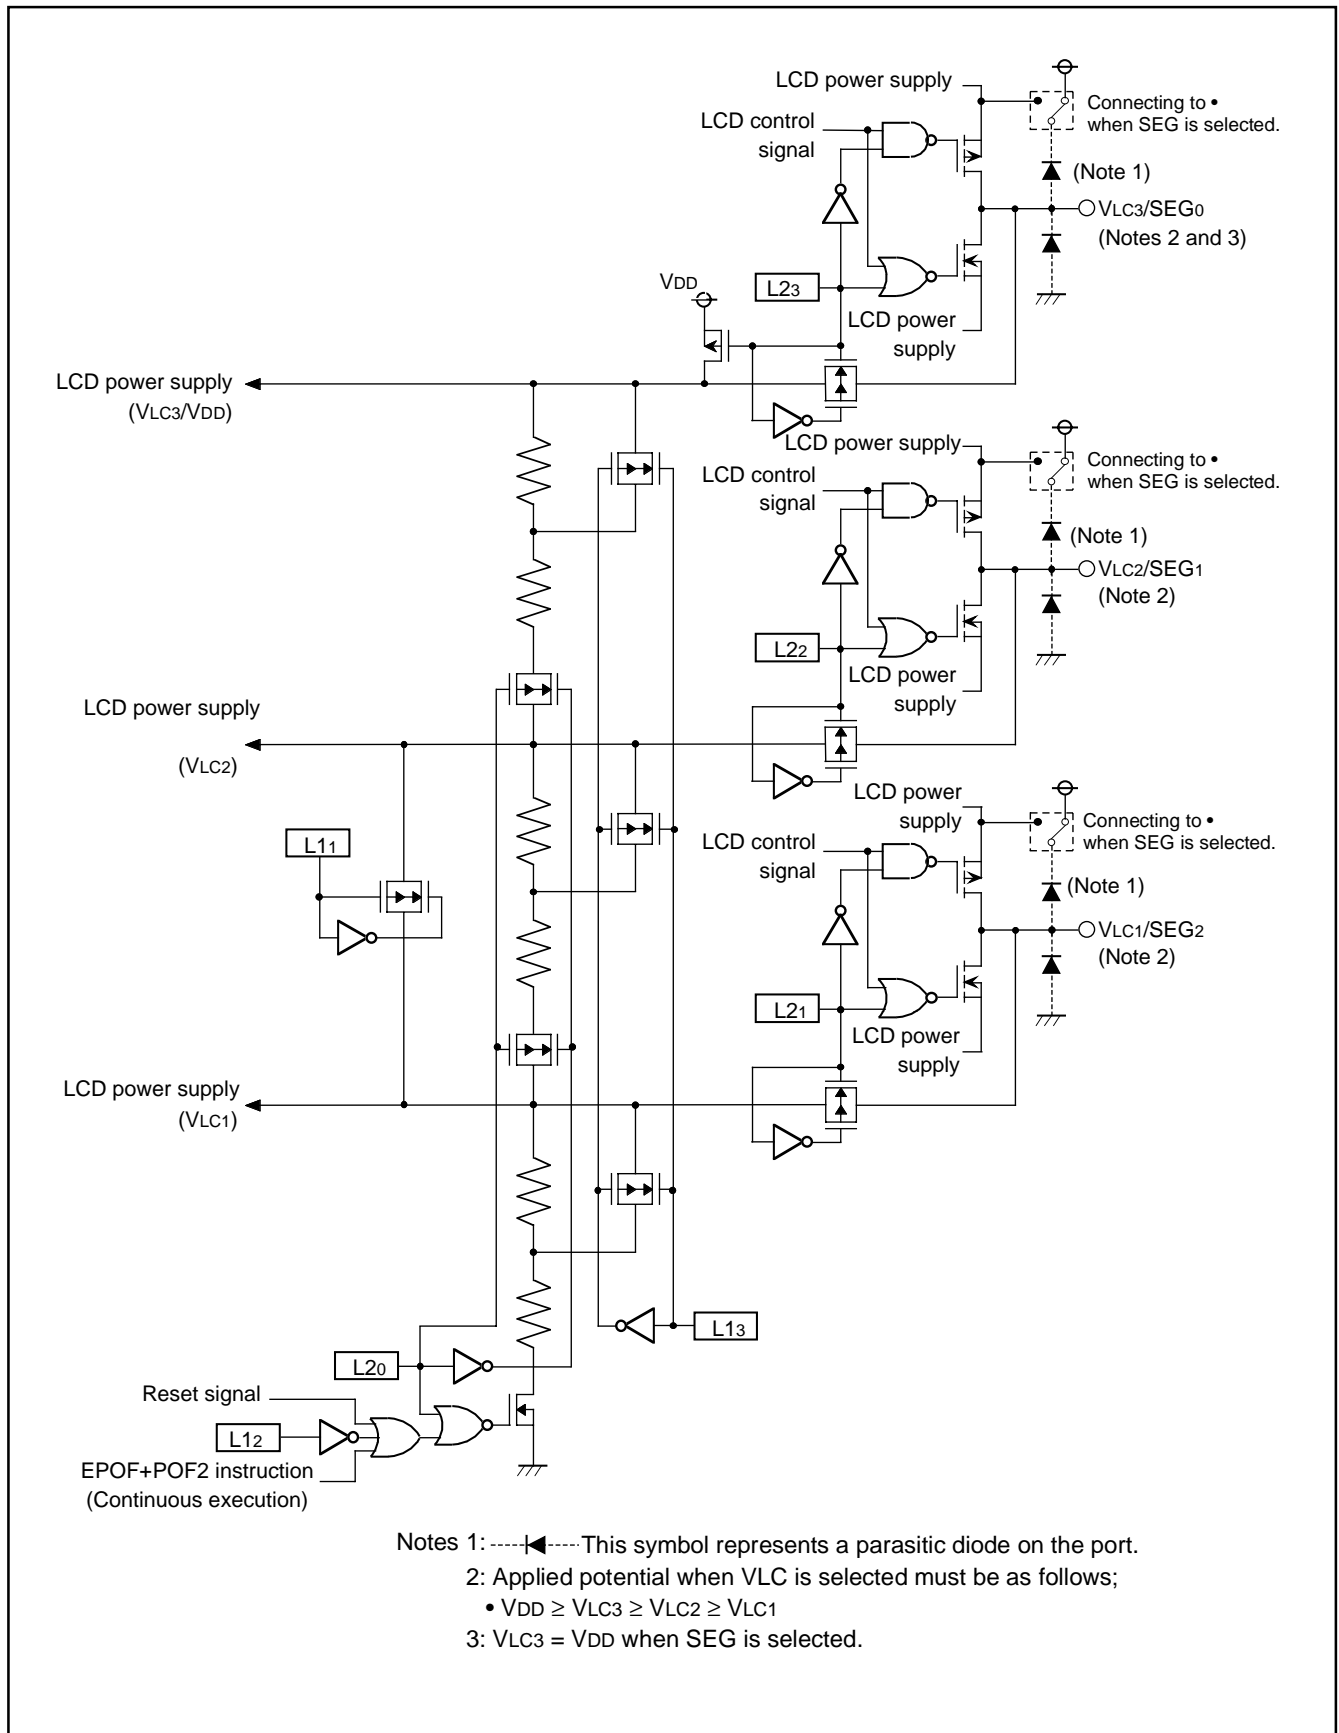 LCD power supply
Connecting to •
when SEG is selected.
LCD control
signal
(Note 1)
VLC3/SEG0
(Notes 2 and 3)
L23
VDD
LCD power
supply
LCD power supply
(VLC3/VDD)
LCD power supply
Connecting to •
when SEG is selected.
LCD control
signal
(Note 1)
VLC2/SEG1
(Note 2)
L22
LCD power
supply
LCD power supply
(VLC2)
LCD power
supply
Connecting to •
when SEG is selected.
L11
LCD control
signal
(Note 1)
VLC1/SEG2
(Note 2)
L21
LCD power
supply
LCD power supply
(VLC1)
L13
L20
Reset signal
L12
EPOF+POF2 instruction
(Continuous execution)
Notes 1: This symbol represents a parasitic diode on the port.
2: Applied potential when VLC is selected must be as follows;
• VDD ≥ VLC3 ≥ VLC2 ≥ VLC1
3: VLC3 = VDD when SEG is selected.